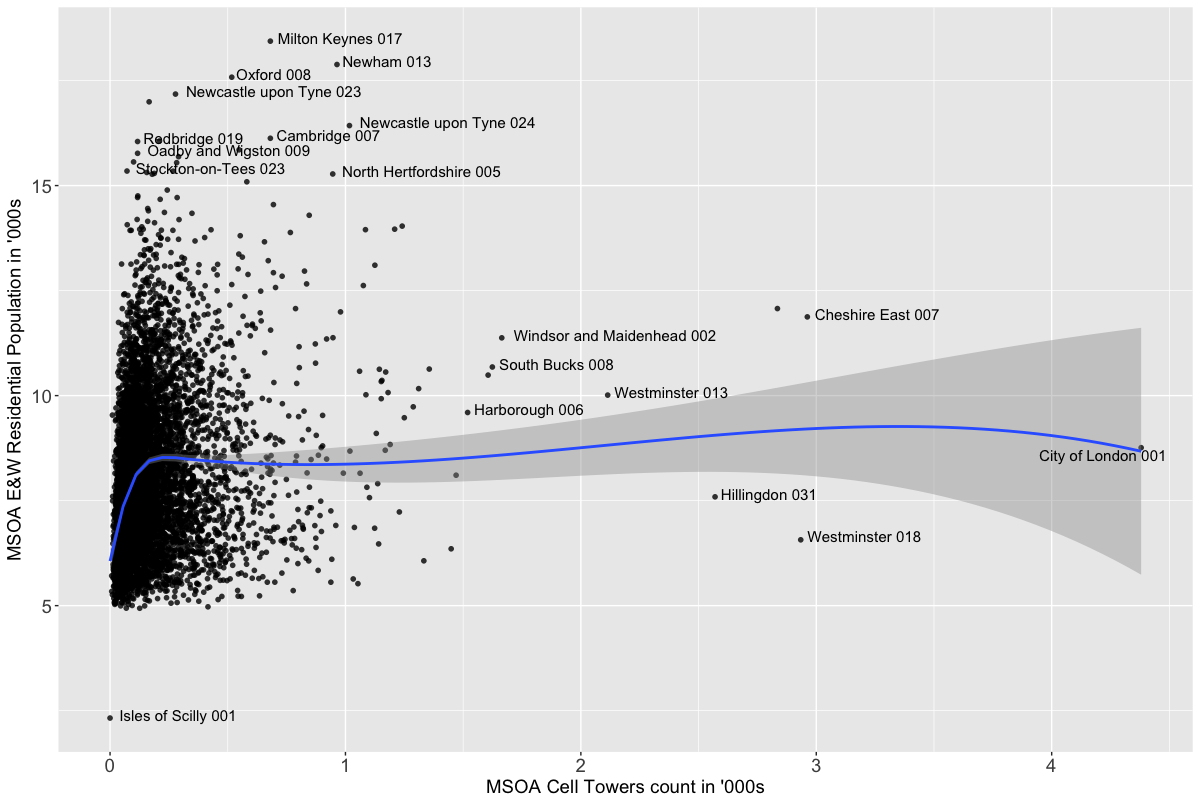 Milton Keynes 017
Newham 013
Oxford 008
Newcastle upon Tyne 023
Newcastle upon Tyne 024
Cambridge 007
Redbridge 019
Oadby and Wigston 009
Stockton-on-Tees 023
North Hertfordshire 005
15
Cheshire East 007
Windsor and Maidenhead 002
South Bucks 008
Westminster 013
10
Harborough 006
City of London 001
Hillingdon 031
Westminster 018
5
Isles of Scilly 001
MSOA E&W Residential Population in '000s
0 1 2 3 4
MSOA Cell Towers count in '000s